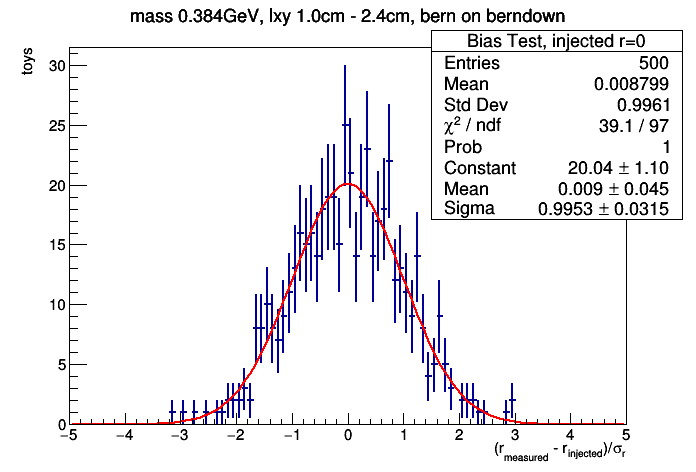 mass 0.384GeV, lxy 1.0cm - 2.4cm, bern on berndown
Bias Test, injected r=0
Entries 500
Mean 0.008799
Std Dev 0.9961
χ² / ndf 39.1 / 97
Prob 1
Constant 20.04 ± 1.10
Mean 0.009 ± 0.045
Sigma 0.9953 ± 0.0315
toys
30
25
20
15
10
5
0
−5 −4 −3 −2 −1 0 1 2 3 4 5
(r_measured - r_injected)/σ_r